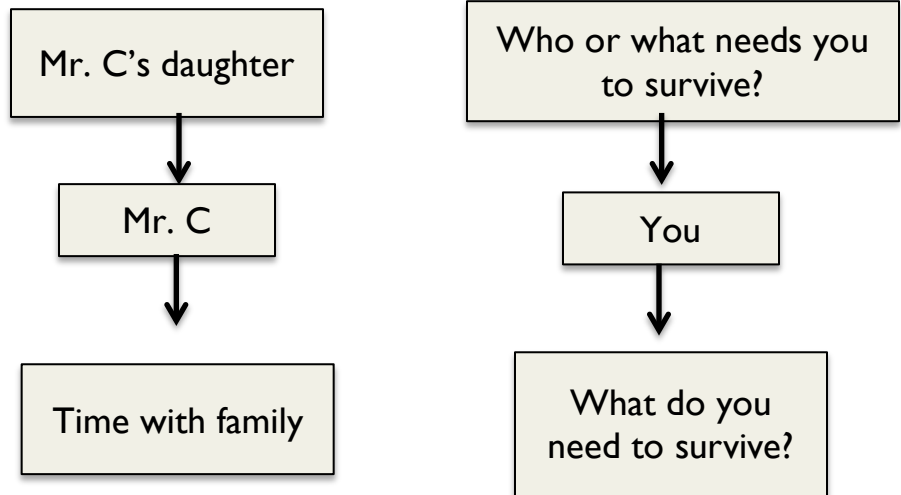 Mr. C's daughter
Mr. C
Time with family
Who or what needs you
to survive?
You
What do you
need to survive?